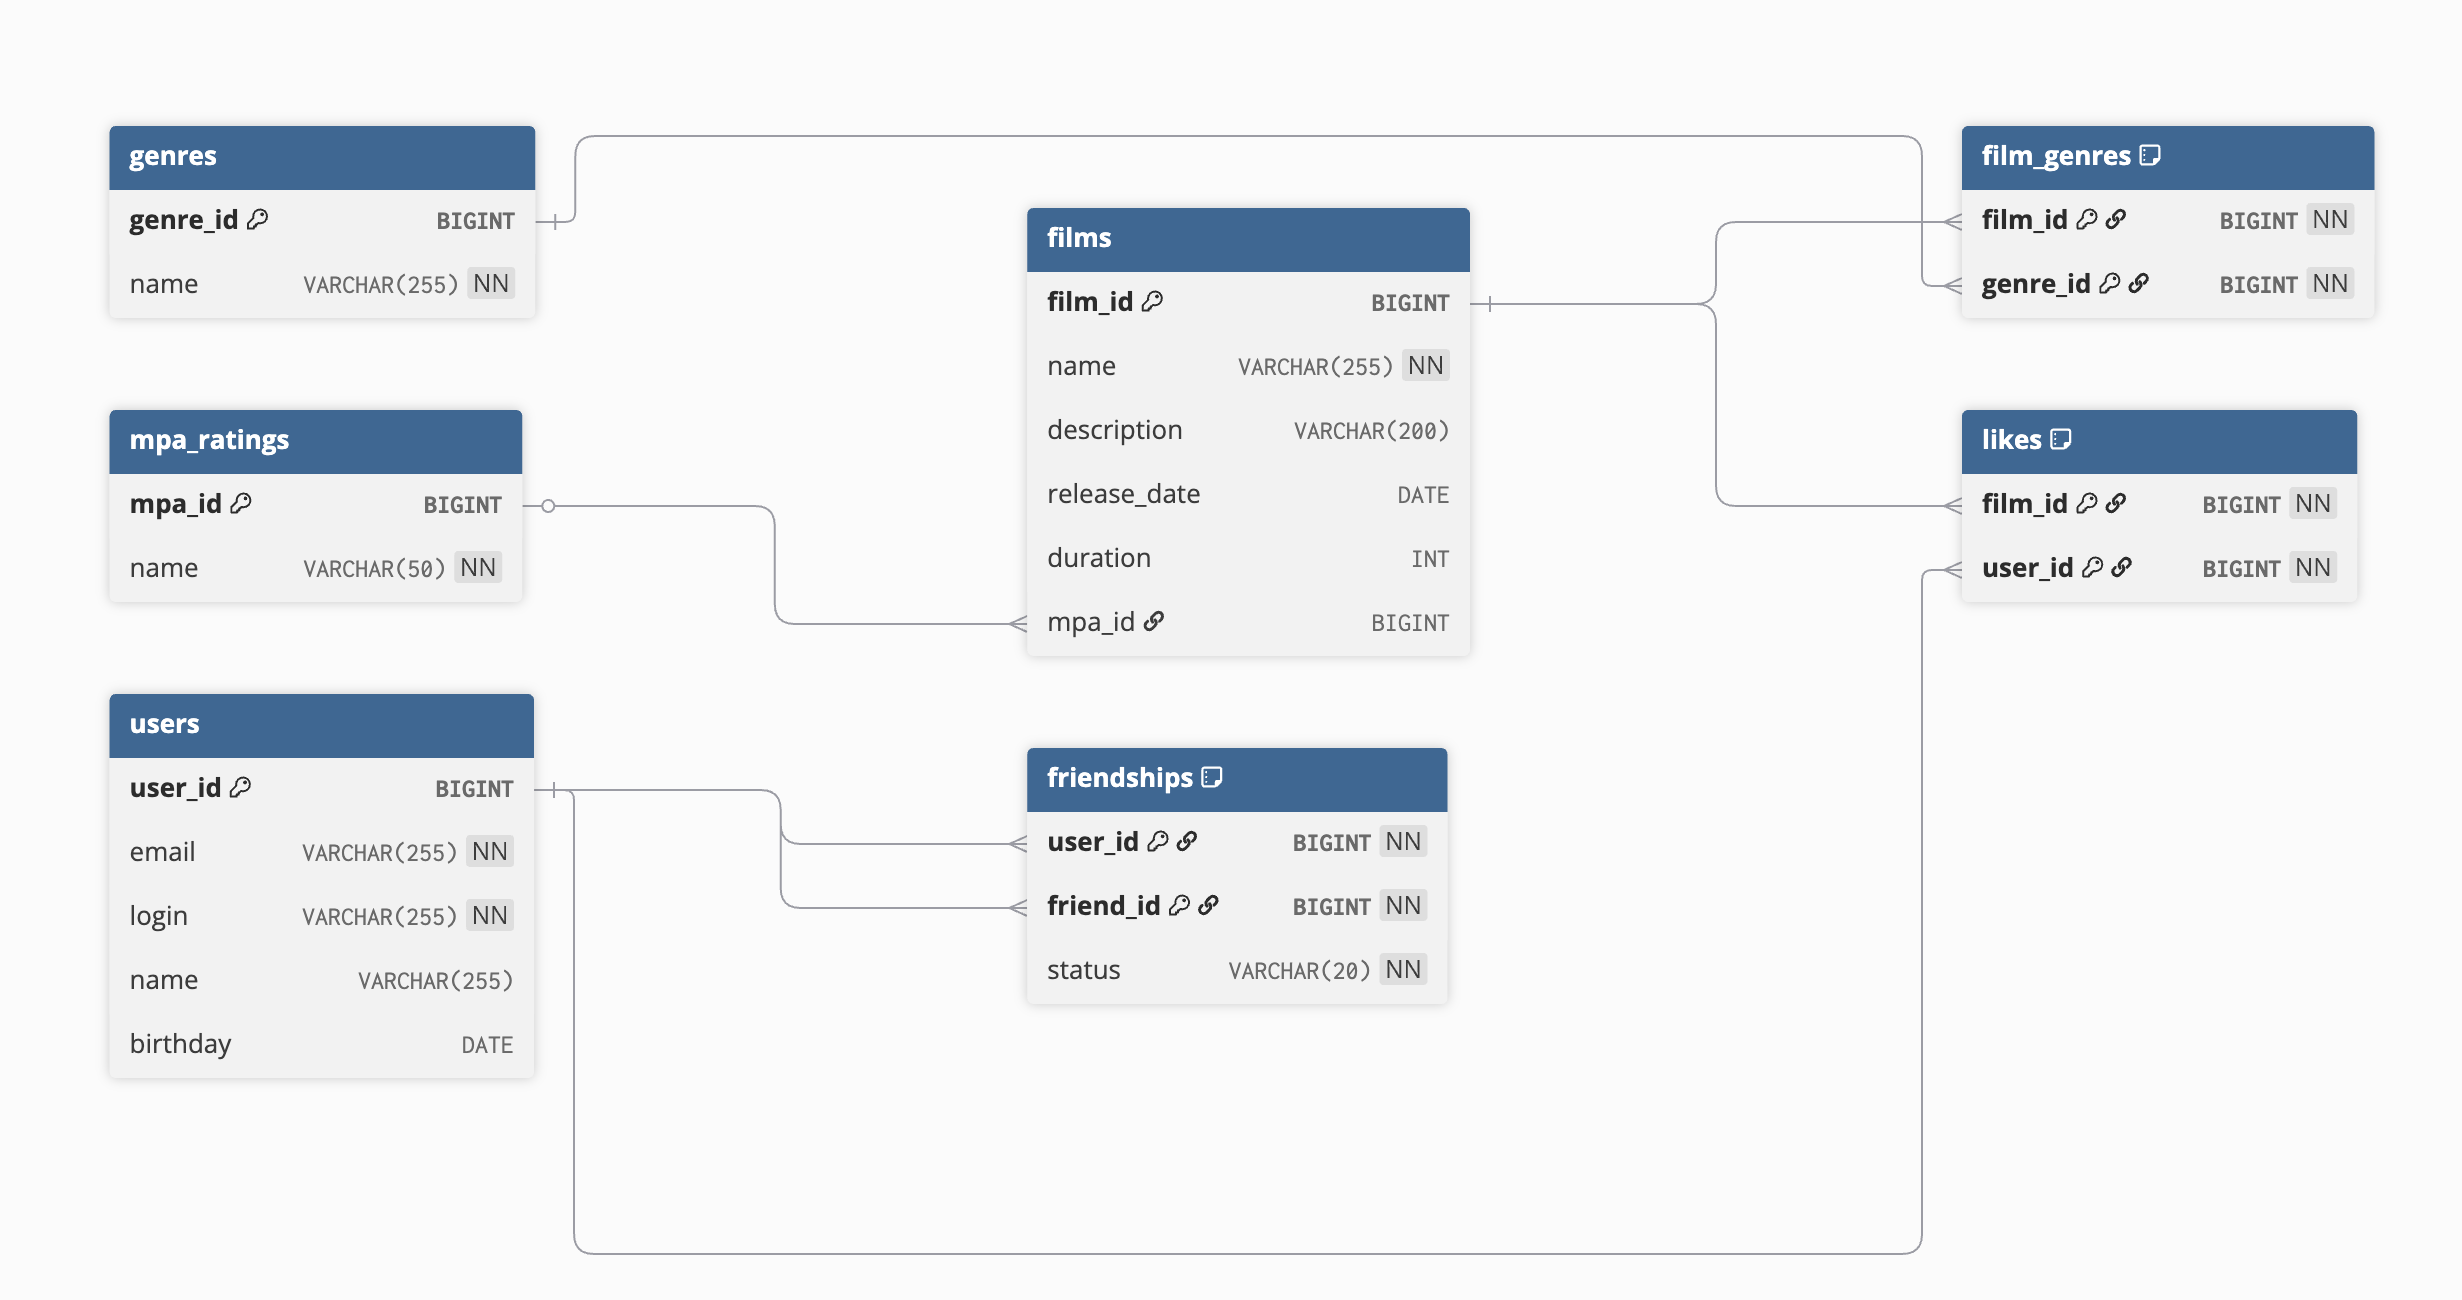 genres
genre_id BIGINT
name VARCHAR(255) NN
mpa_ratings
mpa_id BIGINT
name VARCHAR(50) NN
users
user_id BIGINT
email VARCHAR(255) NN
login VARCHAR(255) NN
name VARCHAR(255)
birthday DATE
films
film_id BIGINT
name VARCHAR(255) NN
description VARCHAR(200)
release_date DATE
duration INT
mpa_id BIGINT
friendships
user_id BIGINT NN
friend_id BIGINT NN
status VARCHAR(20) NN
film_genres
film_id BIGINT NN
genre_id BIGINT NN
likes
film_id BIGINT NN
user_id BIGINT NN